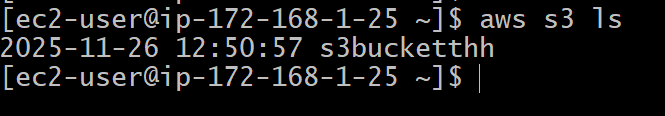 [ec2-user@ip-172-168-1-25 ~]$ aws s3 ls
2025-11-26 12:50:57 s3bucketthh
[ec2-user@ip-172-168-1-25 ~]$